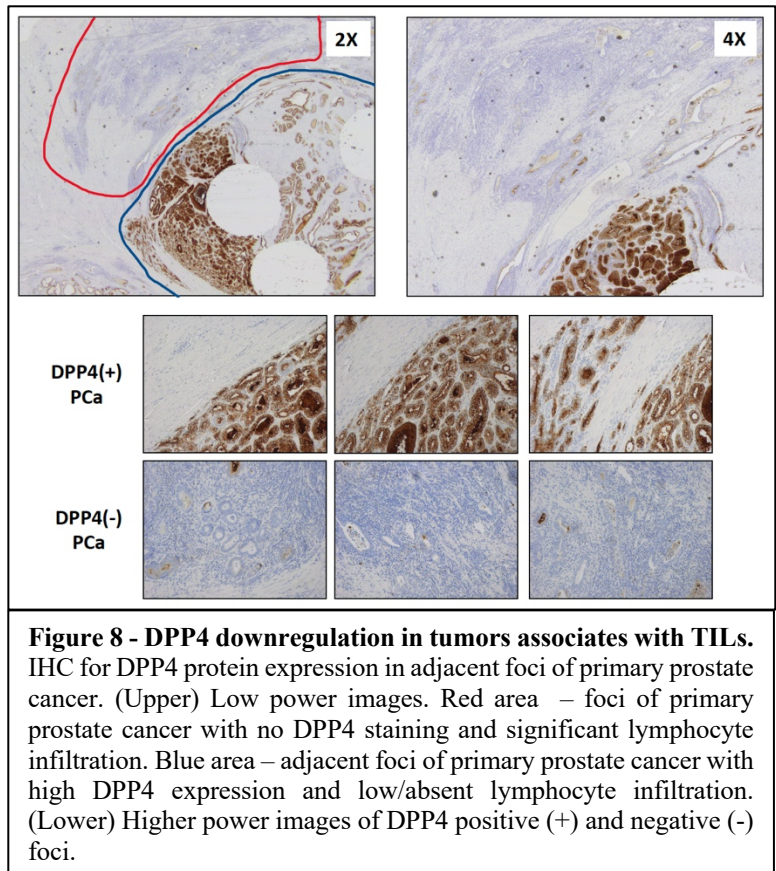 2X
4X
DPP4(+)
PCa
DPP4(-)
PCa
Figure 8 - DPP4 downregulation in tumors associates with TILs.
IHC for DPP4 protein expression in adjacent foci of primary prostate
cancer. (Upper) Low power images. Red area – foci of primary
prostate cancer with no DPP4 staining and significant lymphocyte
infiltration. Blue area – adjacent foci of primary prostate cancer with
high DPP4 expression and low/absent lymphocyte infiltration.
(Lower) Higher power images of DPP4 positive (+) and negative (-)
foci.